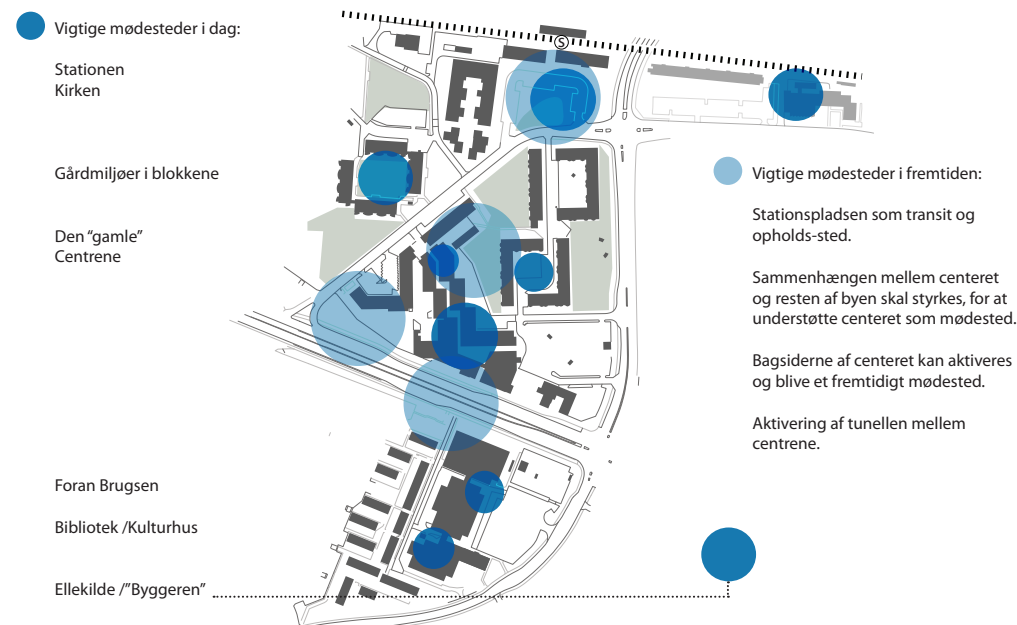 Vigtige mødesteder i dag:
Stationen
Kirken
Gårdmiljøer i blokkene
Den “gamle”
Centrene
Foran Brugsen
Bibliotek /Kulturhus
Ellekilde /”Byggeren”
S
Vigtige mødesteder i fremtiden:
Stationspladsen som transit og
opholds-sted.
Sammenhængen mellem centeret
og resten af byen skal styrkes, for at
understøtte centeret som mødested.
Bagsiderne af centeret kan aktiveres
og blive et fremtidigt mødested.
Aktivering af tunellen mellem
centrene.